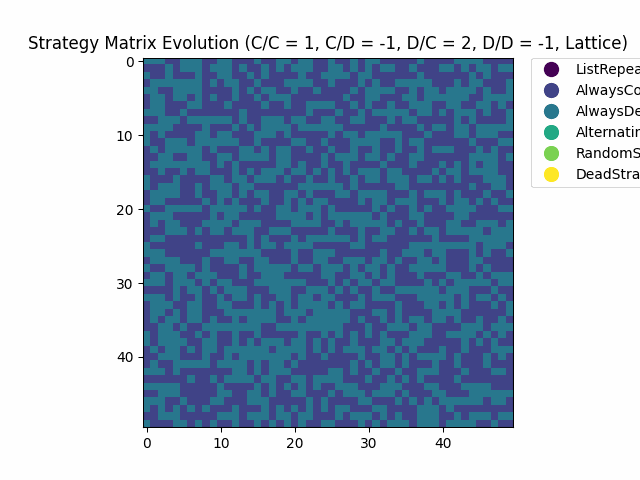 Strategy Matrix Evolution (C/C = 1, C/D = -1, D/C = 2, D/D = -1, Lattice)
ListRepea
AlwaysCo
AlwaysDe
Alternatin
RandomS
DeadStra
0
10
20
30
40
0 10 20 30 40